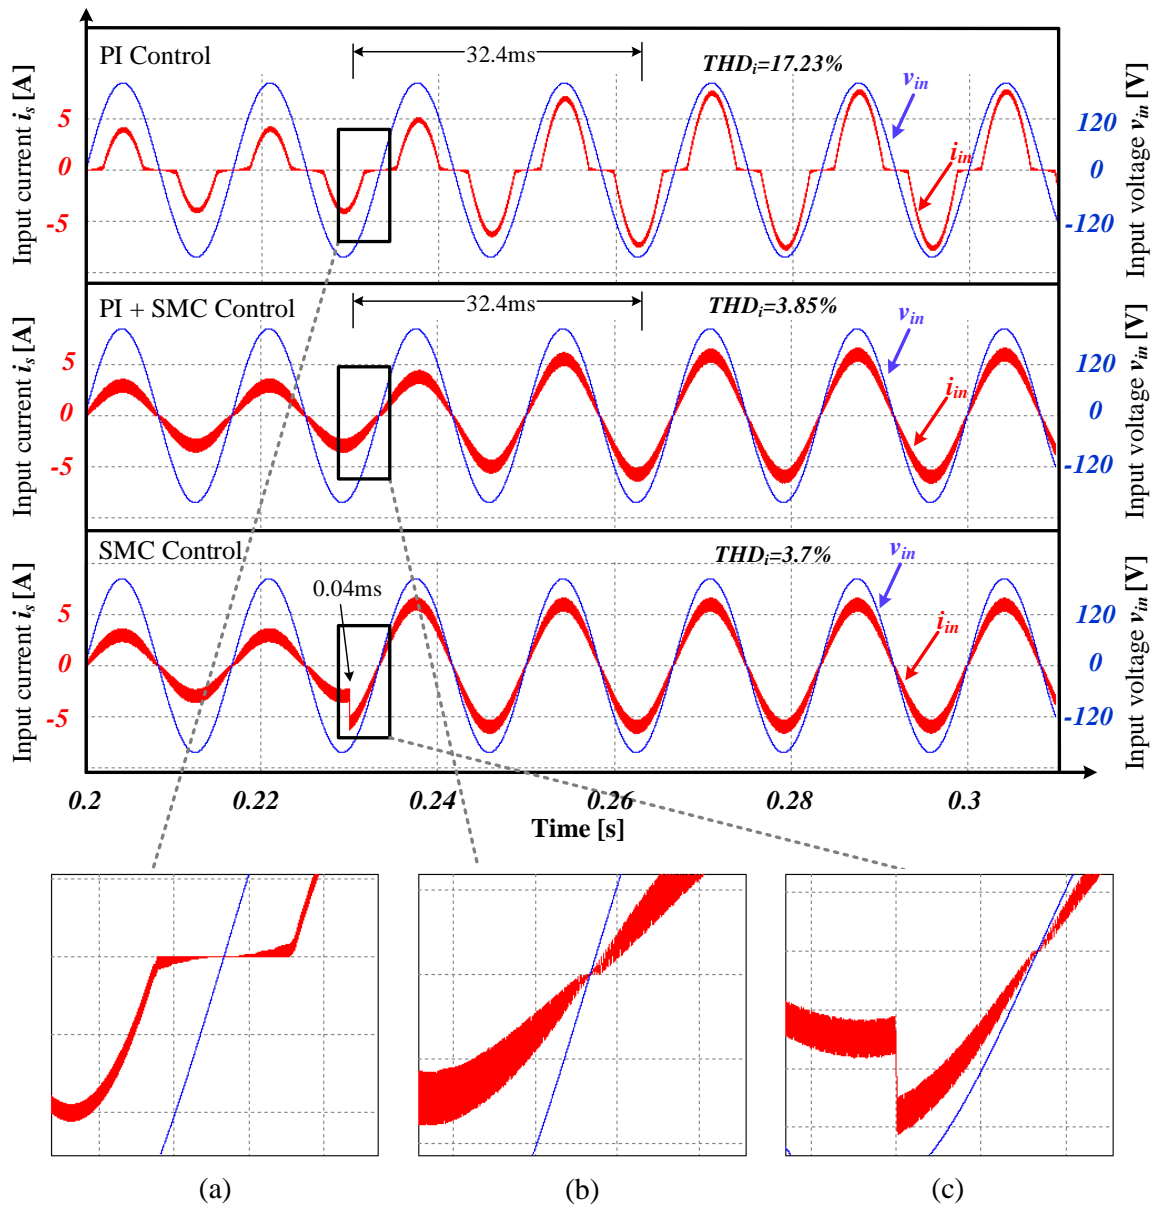 PI Control
32.4ms
THDi=17.23%
vin
iin
5
0
-5
120
0
-120
Input current is [A]
Input voltage vin [V]
PI + SMC Control
32.4ms
THDi=3.85%
vin
iin
5
0
-5
120
0
-120
Input current is [A]
Input voltage vin [V]
SMC Control
0.04ms
THDi=3.7%
vin
iin
5
0
-5
120
0
-120
Input current is [A]
Input voltage vin [V]
0.2 0.22 0.24 0.26 0.28 0.3
Time [s]
(a) (b) (c)